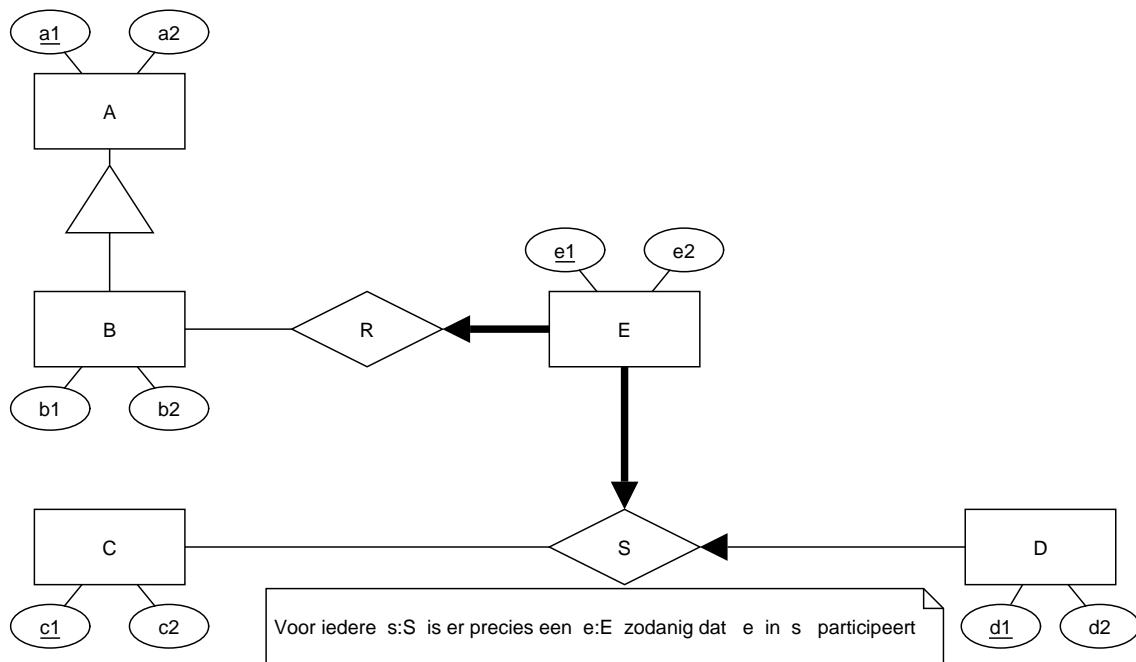 a1 a2
A
e1 e2
B R E
b1 b2
C S D
c1 c2 d1 d2
Voor iedere s:S is er precies een e:E zodanig dat e in s participeert